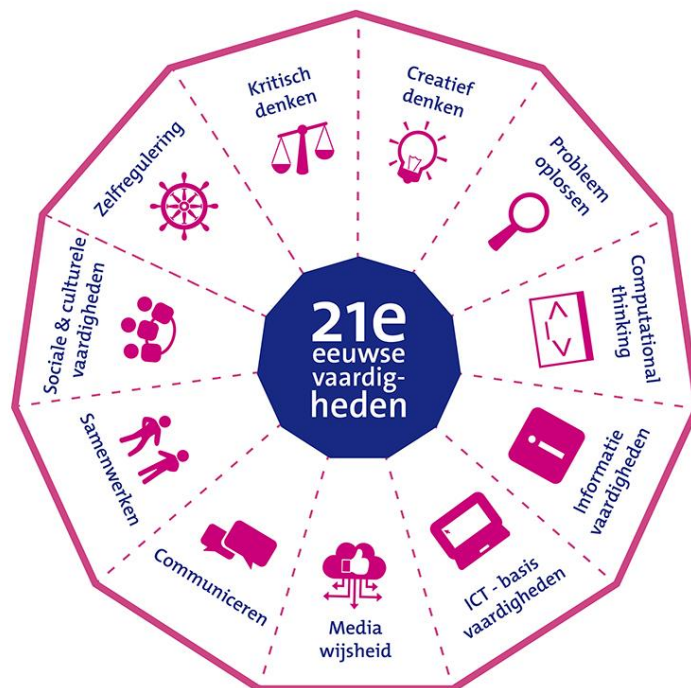 21e
eeuwse
vaardig-
heden
Kritisch
denken
Creatief
denken
Probleem
oplossen
Computational
thinking
Informatie
vaardigheden
ICT - basis
vaardigheden
Media
wijsheid
Communiceren
Samenwerken
Sociale & culturele
vaardigheden
Zelfregulering